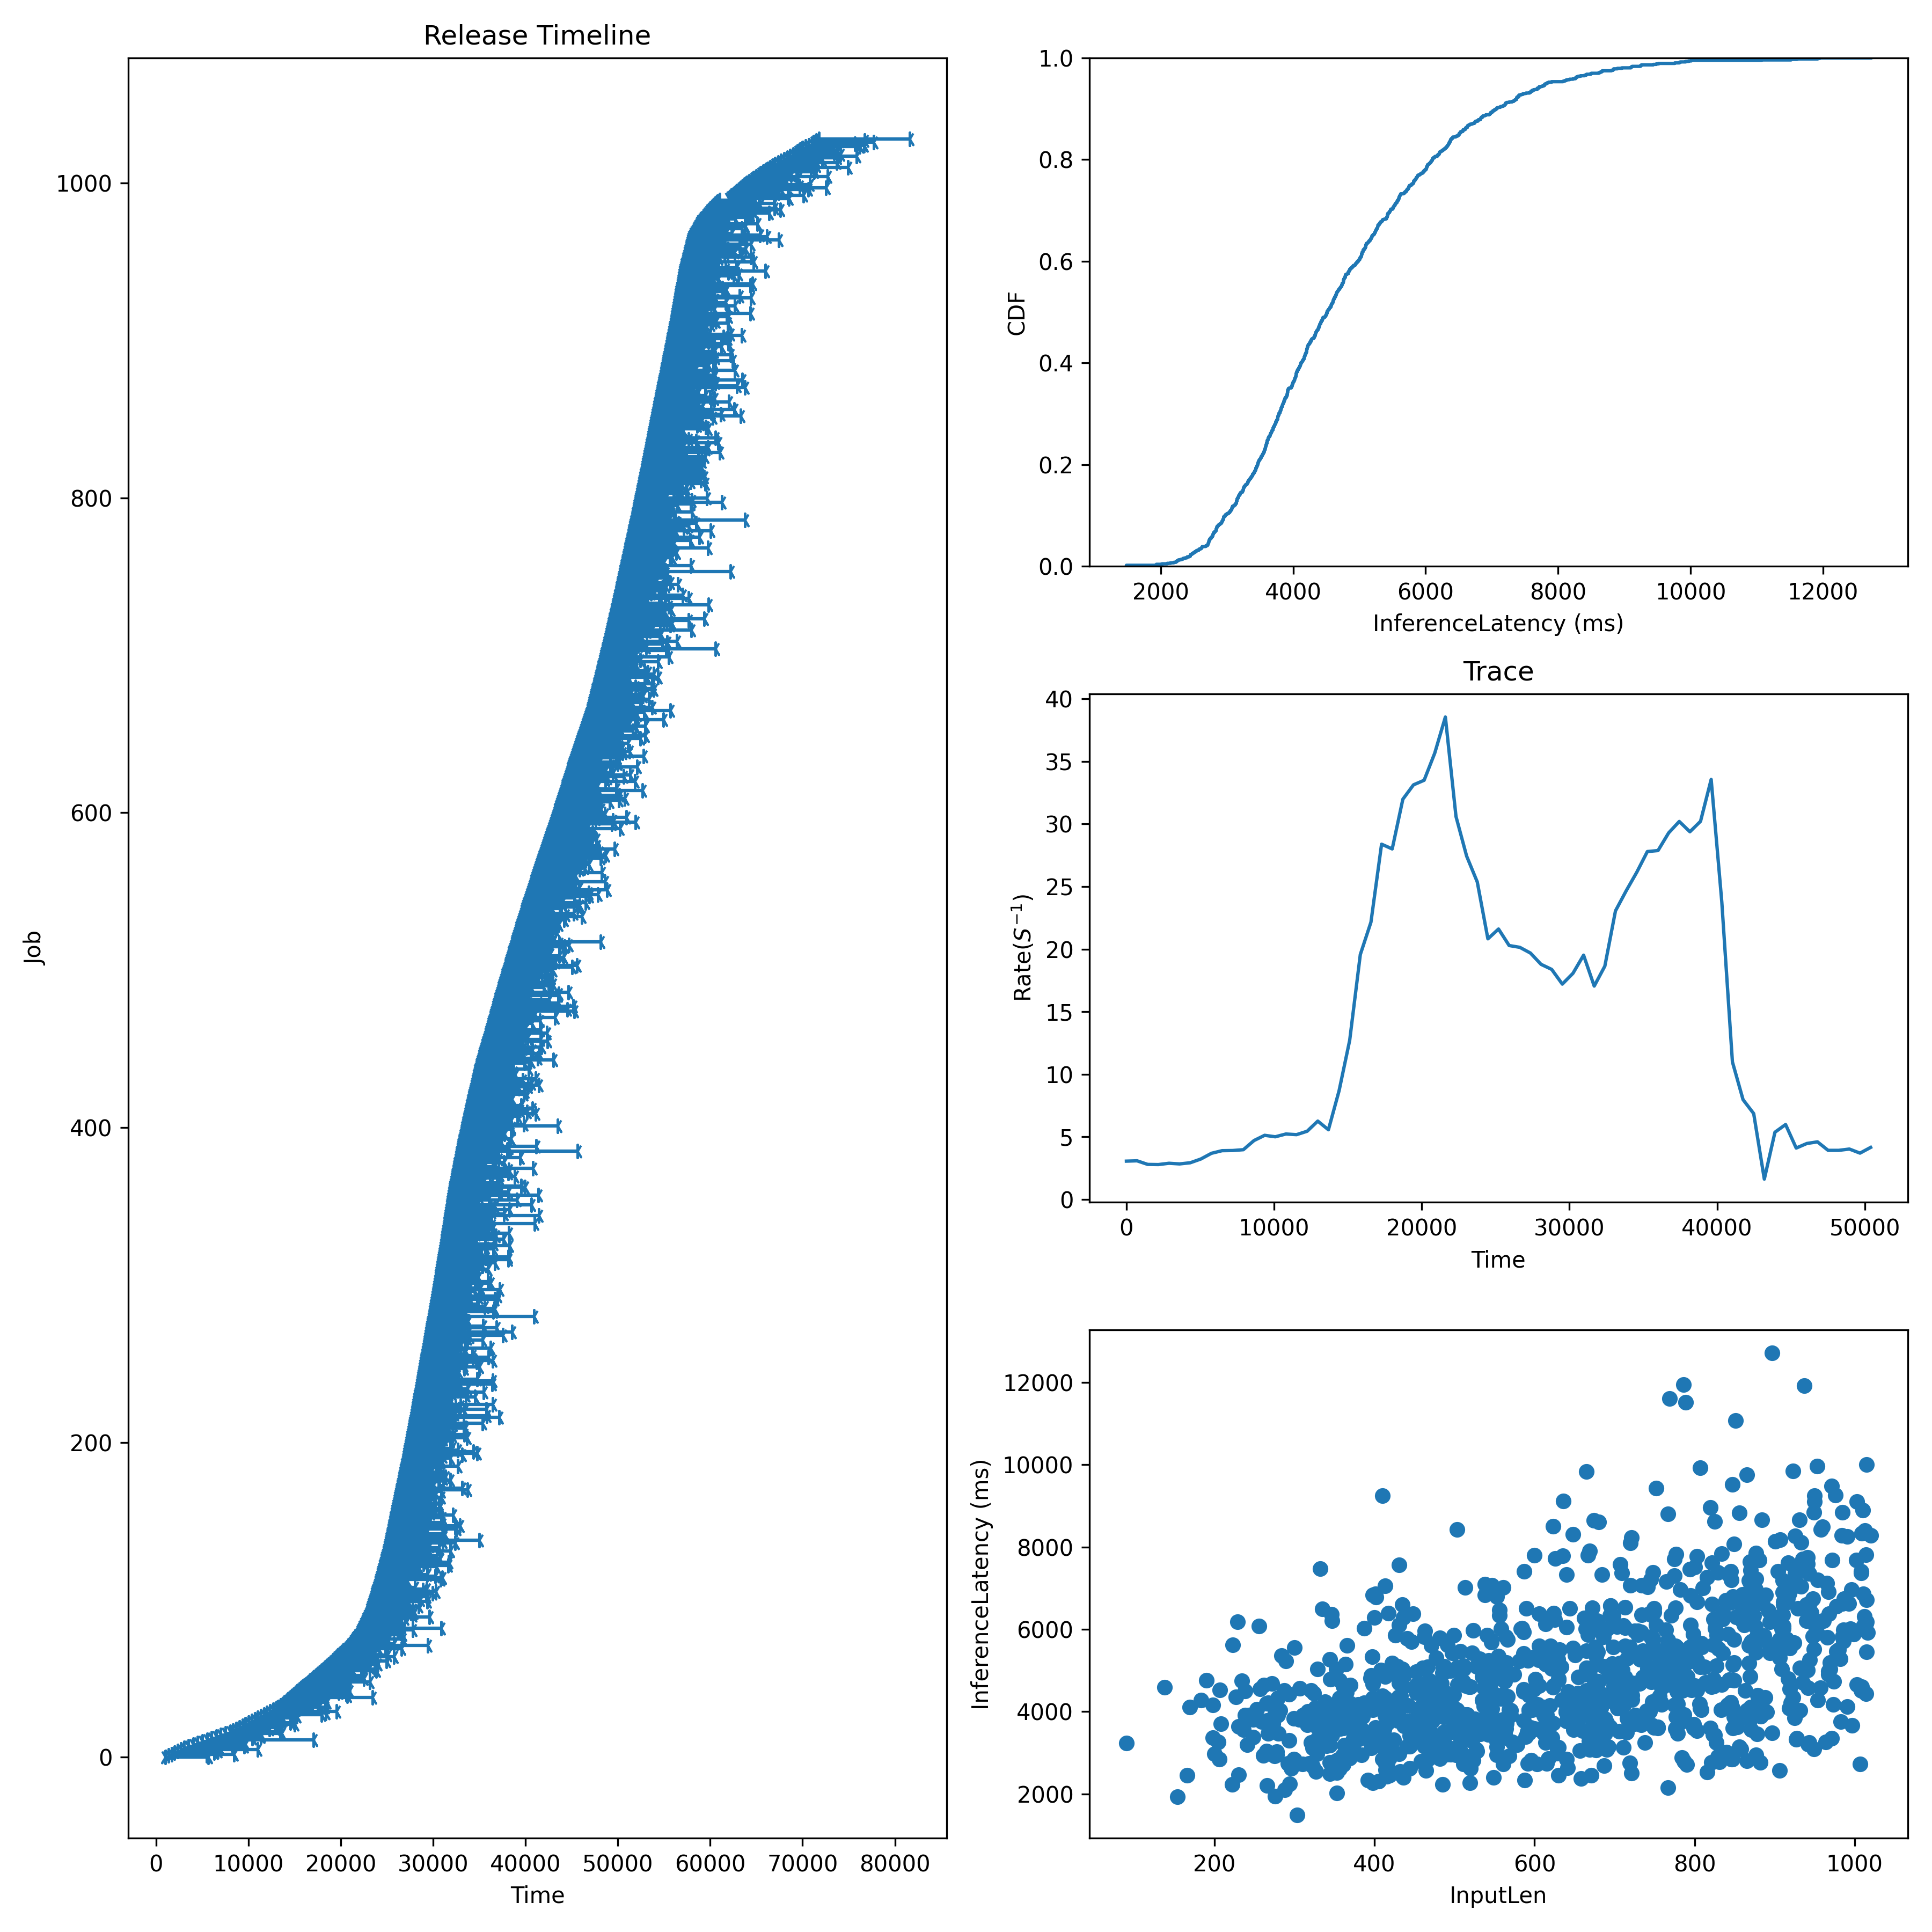 Release Timeline
Job
1000
800
600
400
200
0
0 10000 20000 30000 40000 50000 60000 70000 80000
Time
CDF
1.0
0.8
0.6
0.4
0.2
0.0
2000 4000 6000 8000 10000 12000
InferenceLatency (ms)
Trace
Rate(S⁻¹)
40
35
30
25
20
15
10
5
0
0 10000 20000 30000 40000 50000
Time
InferenceLatency (ms)
12000
10000
8000
6000
4000
2000
200 400 600 800 1000
InputLen